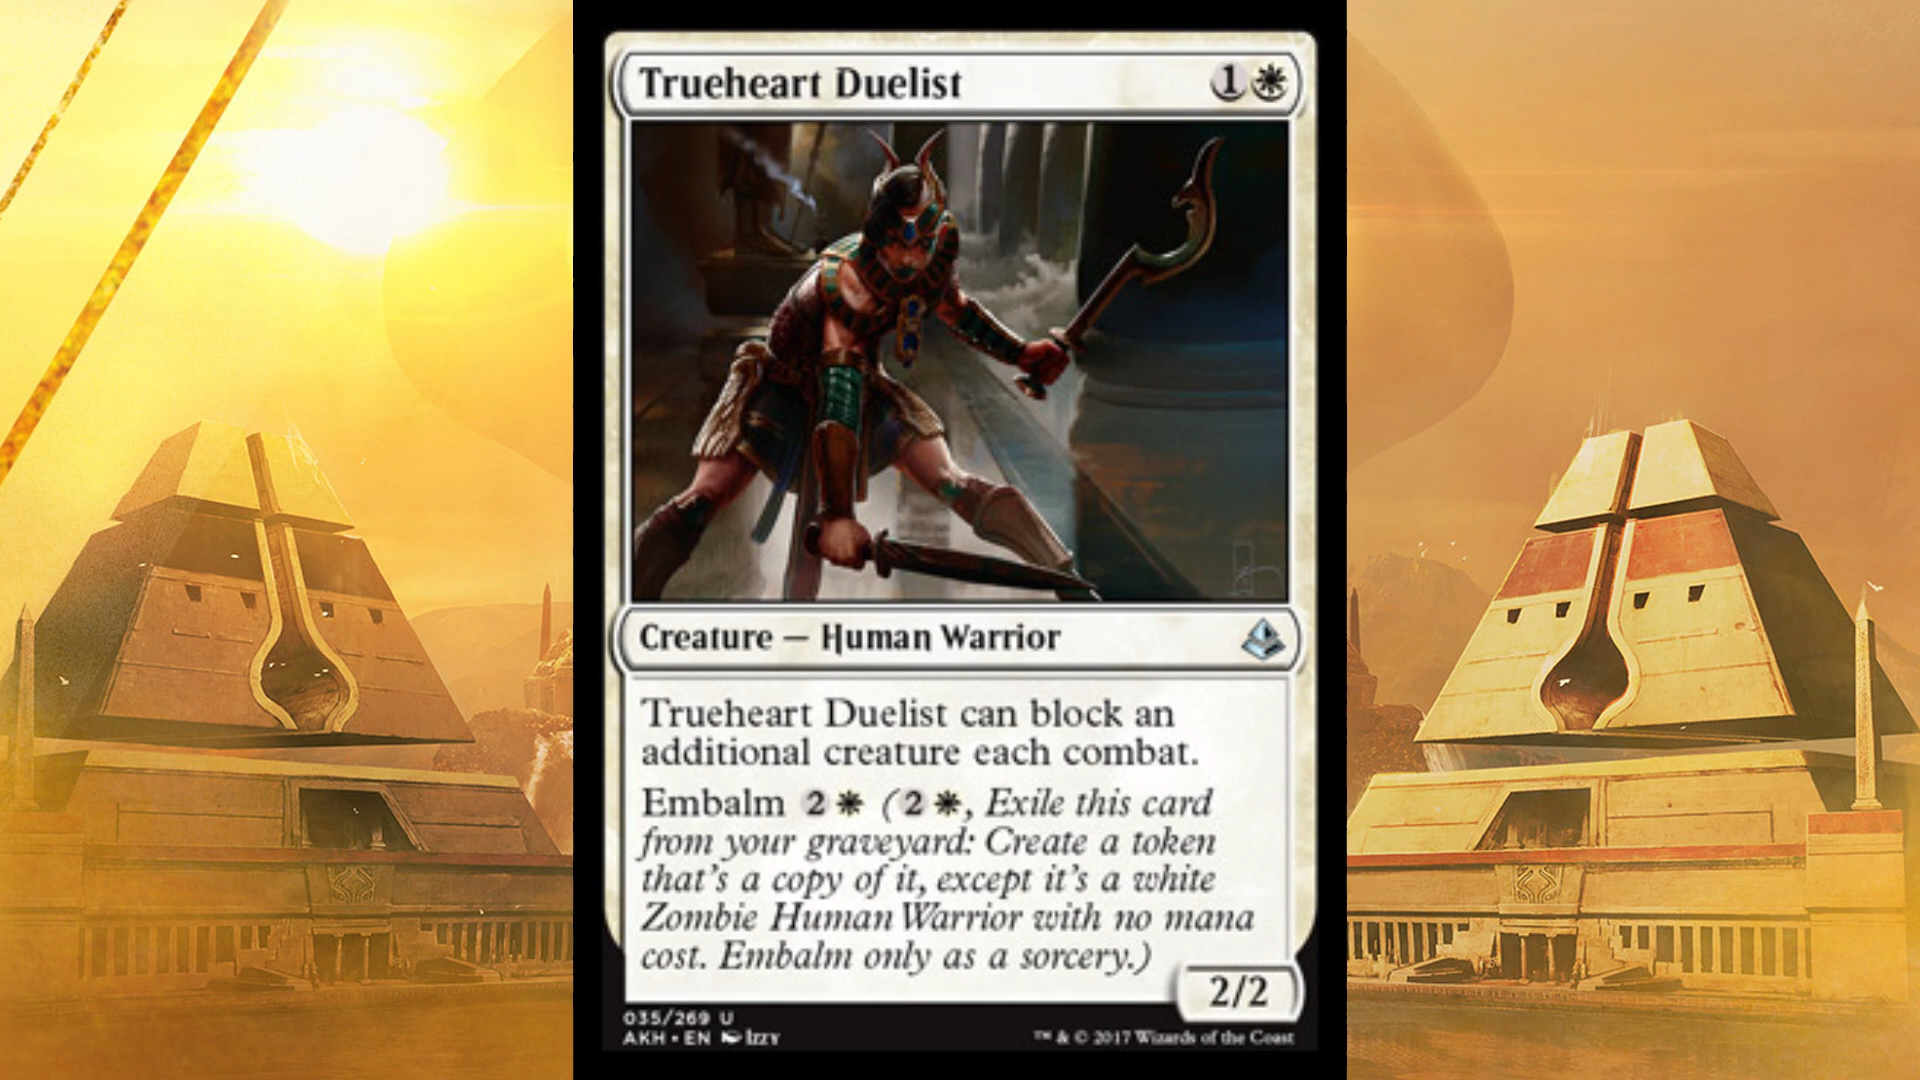 Trueheart Duelist 1
Creature — Human Warrior
Trueheart Duelist can block an
additional creature each combat.
Embalm 2 (2, Exile this card
from your graveyard: Create a token
that's a copy of it, except it's a white
Zombie Human Warrior with no mana
cost. Embalm only as a sorcery.)
2/2
035/269 U
AKH • EN Izzy
™ & © 2017 Wizards of the Coast